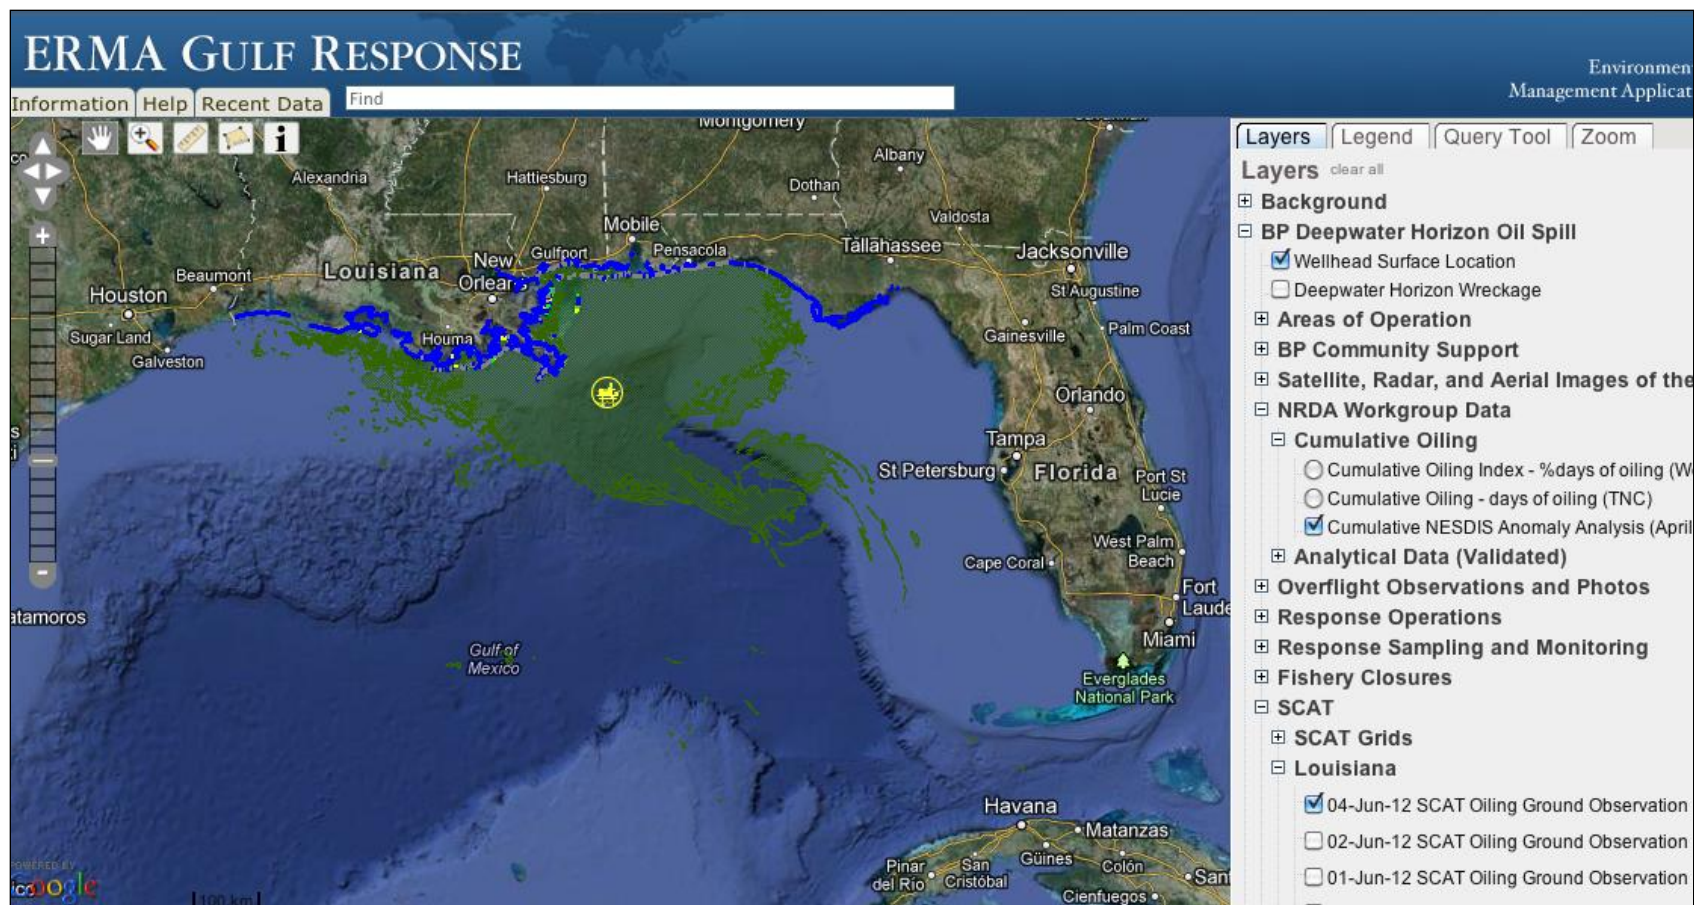 ERMA GULF RESPONSE
Environmen
Management Applicat
Information Help Recent Data Find
Layers Legend Query Tool Zoom
Layers clear all
Background
BP Deepwater Horizon Oil Spill
Wellhead Surface Location
Deepwater Horizon Wreckage
Areas of Operation
BP Community Support
Satellite, Radar, and Aerial Images of the
NRDA Workgroup Data
Cumulative Oiling
Cumulative Oiling Index - %days of oiling (W
Cumulative Oiling - days of oiling (TNC)
Cumulative NESDIS Anomaly Analysis (April
Analytical Data (Validated)
Overflight Observations and Photos
Response Operations
Response Sampling and Monitoring
Fishery Closures
SCAT
SCAT Grids
Louisiana
04-Jun-12 SCAT Oiling Ground Observation
02-Jun-12 SCAT Oiling Ground Observation
01-Jun-12 SCAT Oiling Ground Observation
Montgomery
Albany
Alexandria
Hattiesburg
Dothan
Mobile
Valdosta
Tallahassee
Jacksonville
Pensacola
Gulfport
New
Orleans
Louisiana
Beaumont
Houston
St Augustine
Sugar Land
Houma
Gainesville
Palm Coast
Galveston
Orlando
Tampa
St Petersburg
Florida
Port St
Lucie
West Palm
Beach
Cape Coral
Fort
Laude
atamoros
Miami
Gulf of
Mexico
Everglades
National Park
Havana
Matanzas
Güines
Pinar
del Río
San
Cristóbal
Colón
Sant
Cienfuegos
POWERED BY
Google
100 km